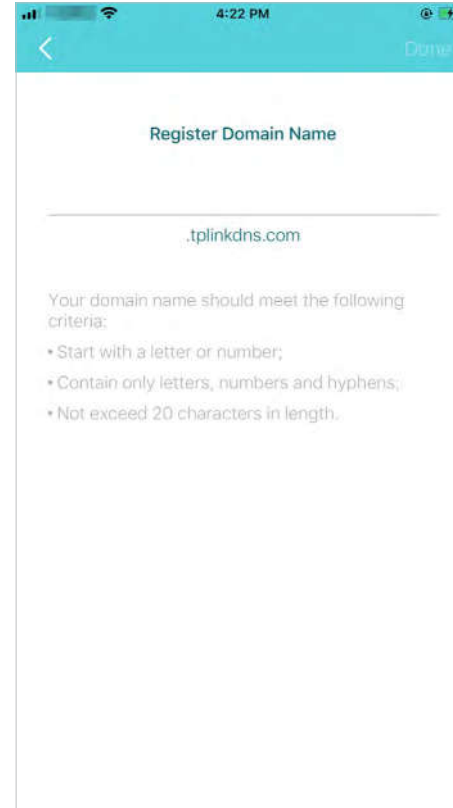 4:22 PM
Done
Register Domain Name
.tplinkdns.com
Your domain name should meet the following
criteria:
• Start with a letter or number;
• Contain only letters, numbers and hyphens;
• Not exceed 20 characters in length.